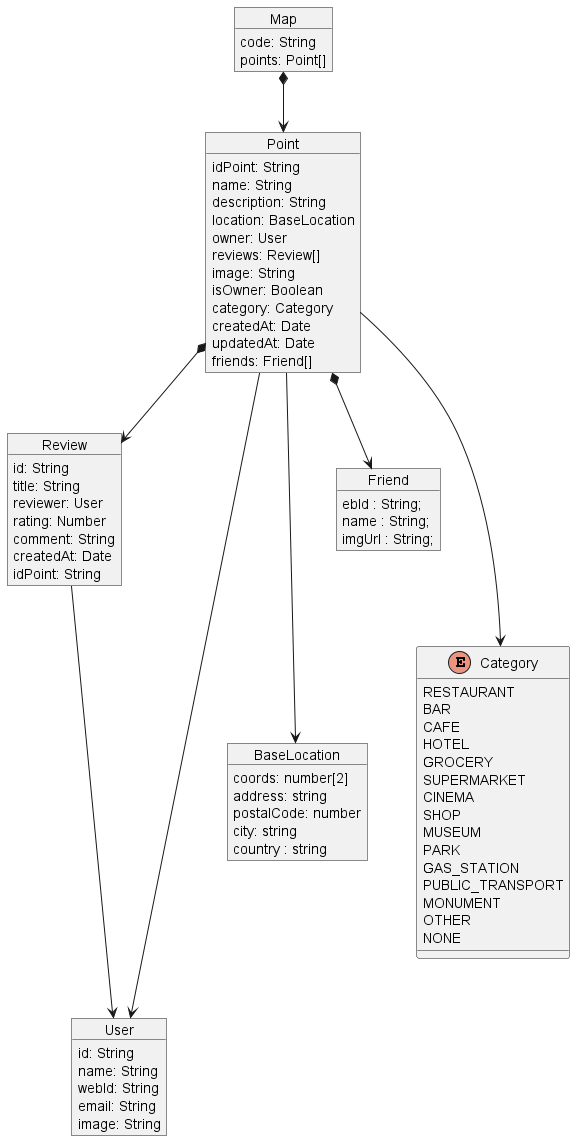 Map
code: String
points: Point[]
Point
idPoint: String
name: String
description: String
location: BaseLocation
owner: User
reviews: Review[]
image: String
isOwner: Boolean
category: Category
createdAt: Date
updatedAt: Date
friends: Friend[]
Review
id: String
title: String
reviewer: User
rating: Number
comment: String
createdAt: Date
idPoint: String
Friend
ebId : String;
name : String;
imgUrl : String;
E Category
RESTAURANT
BAR
CAFE
HOTEL
GROCERY
SUPERMARKET
CINEMA
SHOP
MUSEUM
PARK
GAS_STATION
PUBLIC_TRANSPORT
MONUMENT
OTHER
NONE
BaseLocation
coords: number[2]
address: string
postalCode: number
city: string
country : string
User
id: String
name: String
webId: String
email: String
image: String